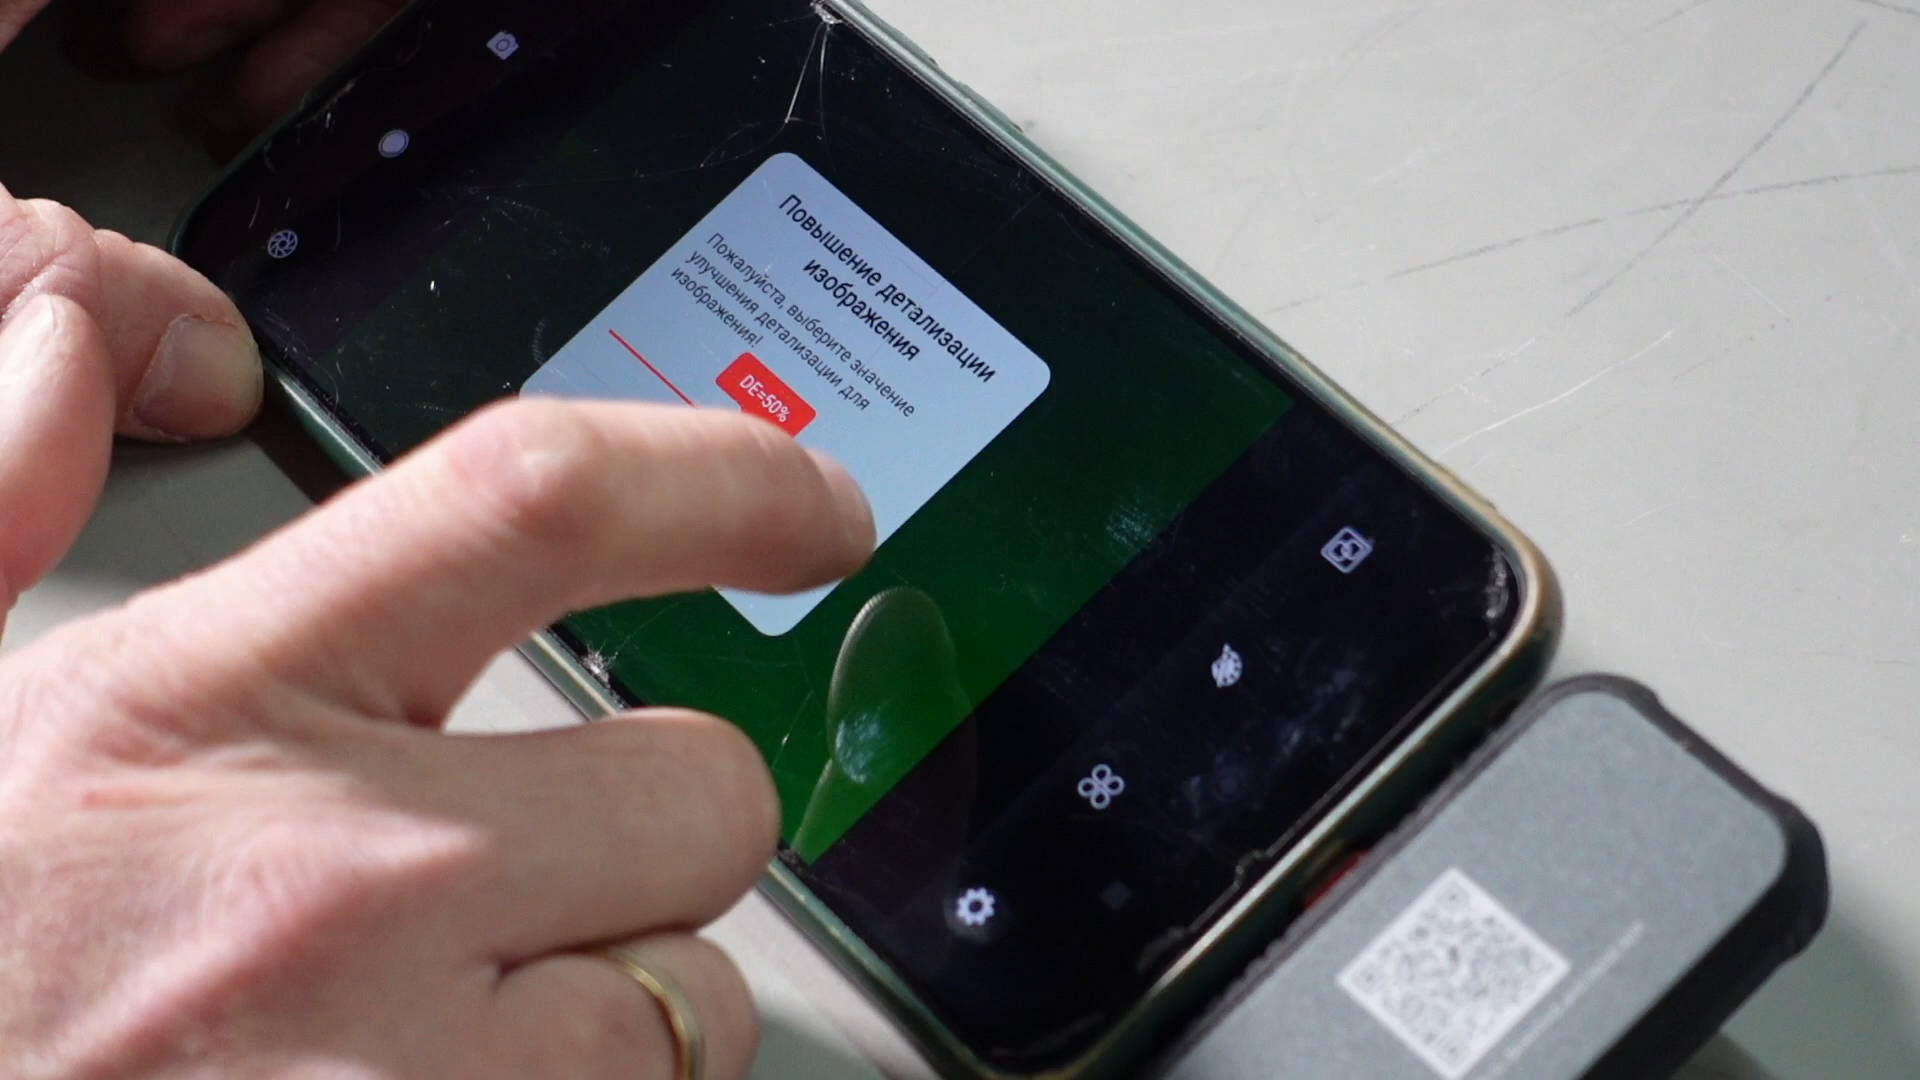 Повышение детализации
изображения
Пожалуйста, выберите значение
улучшения детализации для
изображения!
DE=50%